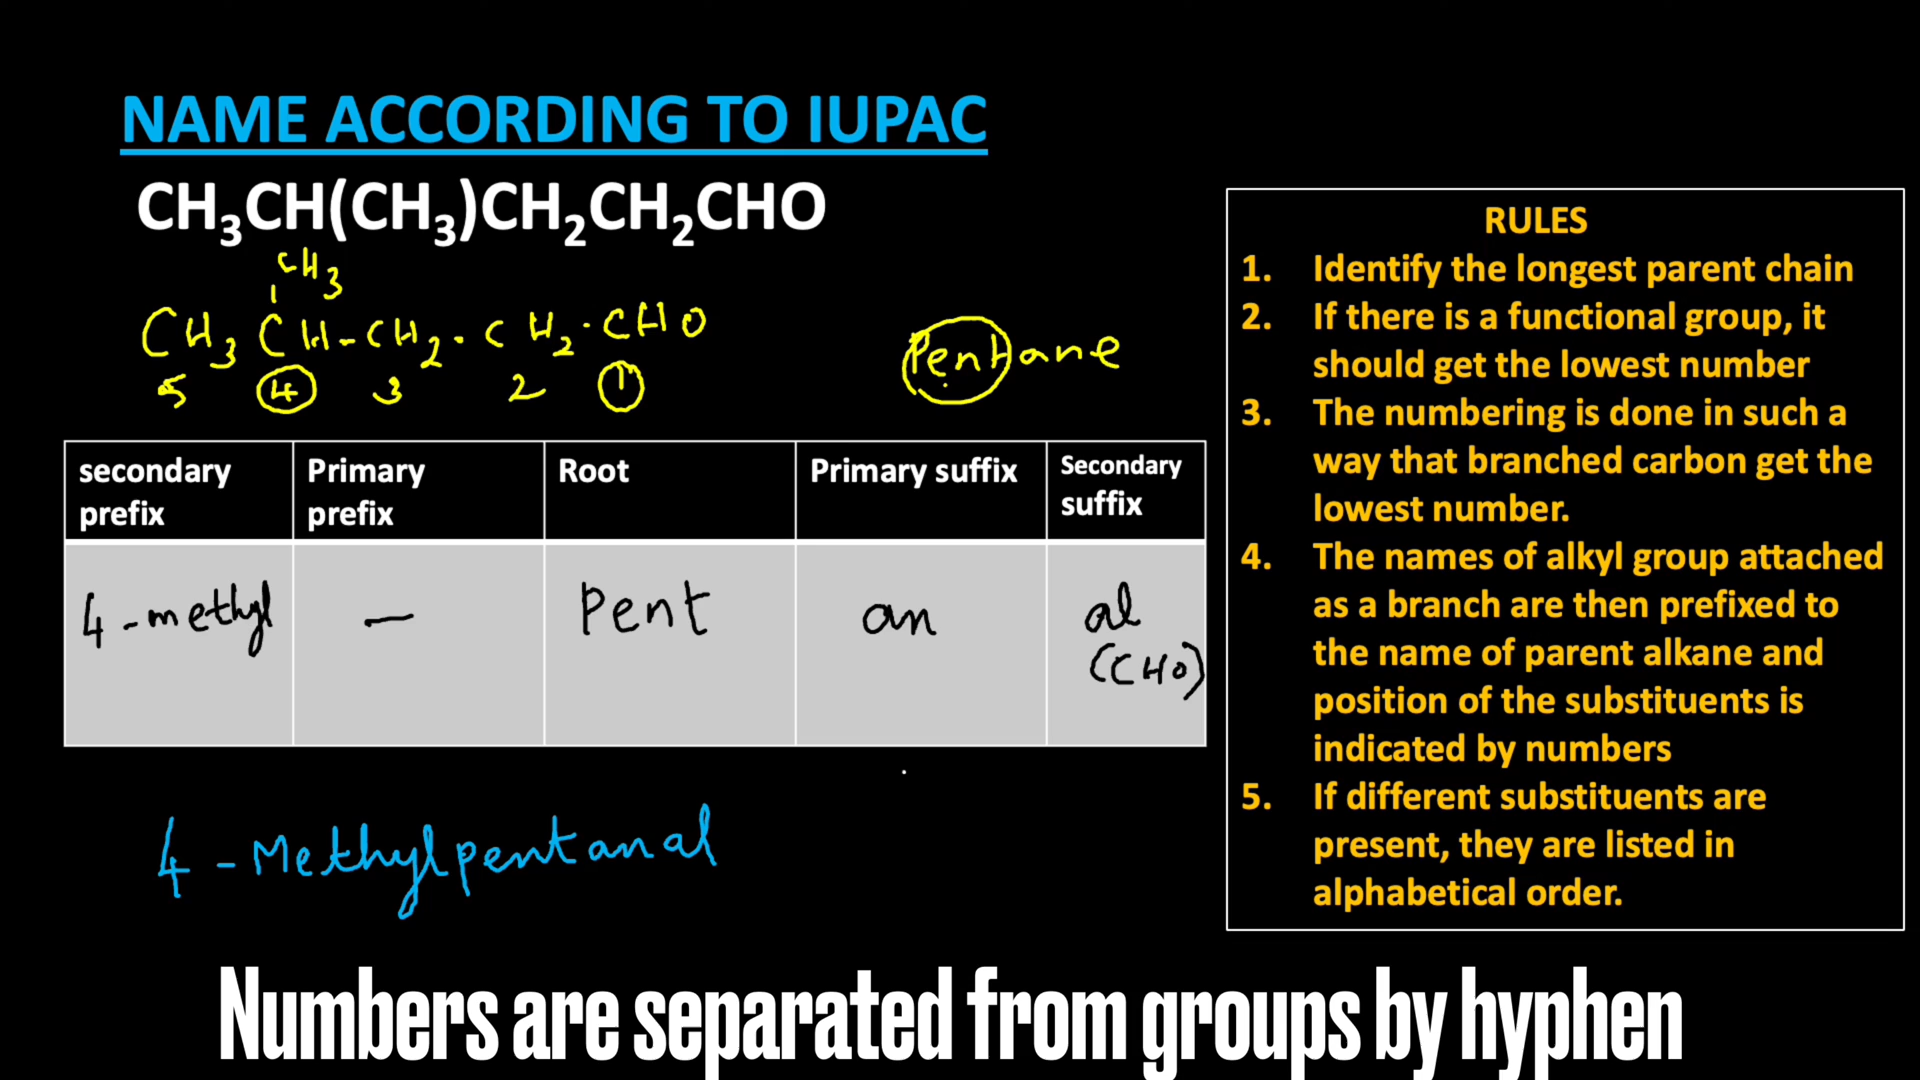 NAME ACCORDING TO IUPAC
CH3CH(CH3)CH2CH2CHO
CH3
CH3 CH-CH2-CH2-CHO
5 4 3 2 1
Pentane
secondary prefix
Primary prefix
Root
Primary suffix
Secondary suffix
4-methyl
-
Pent
an
al
(CHO)
4-Methylpentanal
RULES
1. Identify the longest parent chain
2. If there is a functional group, it
should get the lowest number
3. The numbering is done in such a
way that branched carbon get the
lowest number.
4. The names of alkyl group attached
as a branch are then prefixed to
the name of parent alkane and
position of the substituents is
indicated by numbers
5. If different substituents are
present, they are listed in
alphabetical order.
Numbers are separated from groups by hyphen